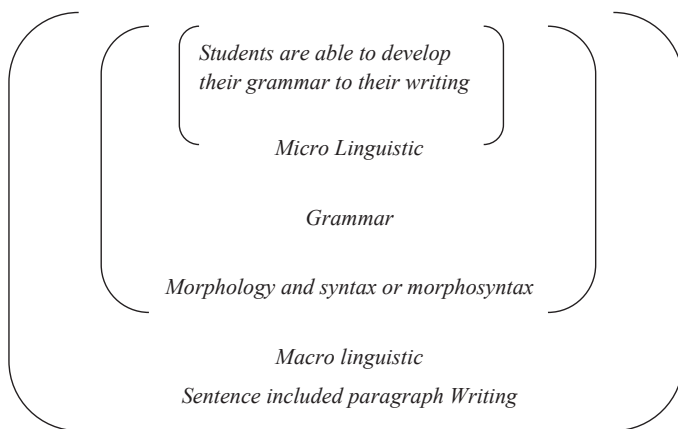 Students are able to develop
their grammar to their writing
Micro Linguistic
Grammar
Morphology and syntax or morphosyntax
Macro linguistic
Sentence included paragraph Writing